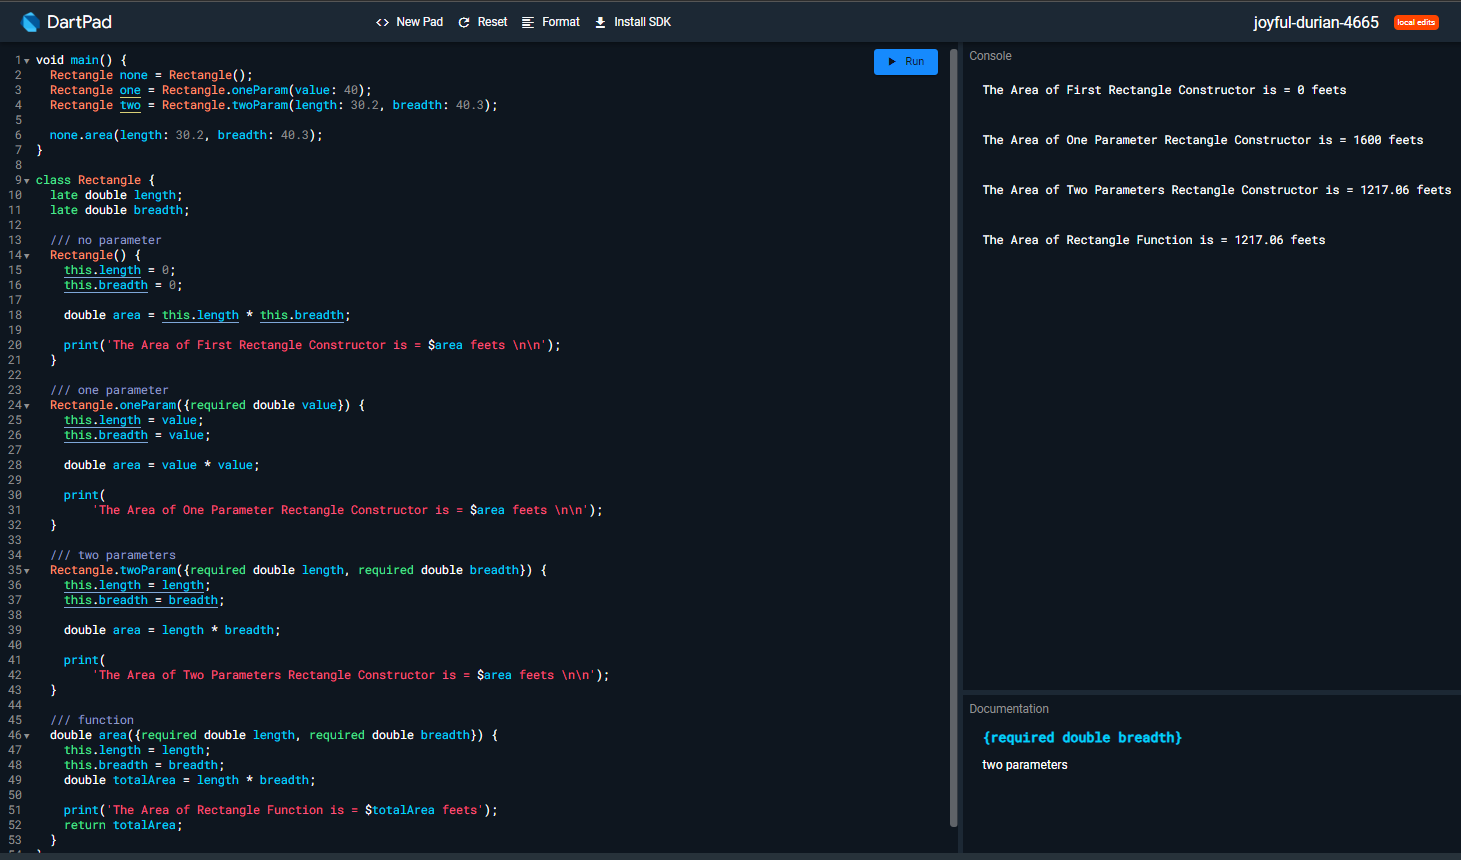 DartPad
<> New Pad Reset Format Install SDK
joyful-durian-4665 local edits
1 void main() {
2   Rectangle none = Rectangle();
3   Rectangle one = Rectangle.oneParam(value: 40);
4   Rectangle two = Rectangle.twoParam(length: 30.2, breadth: 40.3);
5
6   none.area(length: 30.2, breadth: 40.3);
7 }
8
9 class Rectangle {
10   late double length;
11   late double breadth;
12
13   /// no parameter
14   Rectangle() {
15     this.length = 0;
16     this.breadth = 0;
17
18     double area = this.length * this.breadth;
19
20     print('The Area of First Rectangle Constructor is = $area feets \n\n');
21   }
22
23   /// one parameter
24   Rectangle.oneParam({required double value}) {
25     this.length = value;
26     this.breadth = value;
27
28     double area = value * value;
29
30     print(
31         'The Area of One Parameter Rectangle Constructor is = $area feets \n\n');
32   }
33
34   /// two parameters
35   Rectangle.twoParam({required double length, required double breadth}) {
36     this.length = length;
37     this.breadth = breadth;
38
39     double area = length * breadth;
40
41     print(
42         'The Area of Two Parameters Rectangle Constructor is = $area feets \n\n');
43   }
44
45   /// function
46   double area({required double length, required double breadth}) {
47     this.length = length;
48     this.breadth = breadth;
49     double totalArea = length * breadth;
50
51     print('The Area of Rectangle Function is = $totalArea feets');
52     return totalArea;
53   }
Run
Console
The Area of First Rectangle Constructor is = 0 feets
The Area of One Parameter Rectangle Constructor is = 1600 feets
The Area of Two Parameters Rectangle Constructor is = 1217.06 feets
The Area of Rectangle Function is = 1217.06 feets
Documentation
{required double breadth}
two parameters